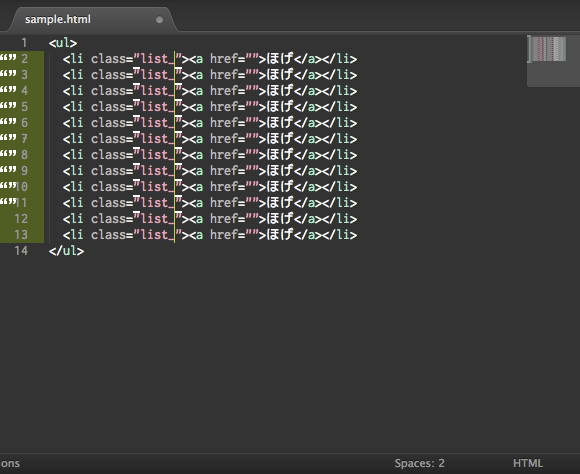 sample.html
1 <ul>
2 <li class="list_"><a href="">ほげ</a></li>
3 <li class="list_"><a href="">ほげ</a></li>
4 <li class="list_"><a href="">ほげ</a></li>
5 <li class="list_"><a href="">ほげ</a></li>
6 <li class="list_"><a href="">ほげ</a></li>
7 <li class="list_"><a href="">ほげ</a></li>
8 <li class="list_"><a href="">ほげ</a></li>
9 <li class="list_"><a href="">ほげ</a></li>
10 <li class="list_"><a href="">ほげ</a></li>
11 <li class="list_"><a href="">ほげ</a></li>
12 <li class="list_"><a href="">ほげ</a></li>
13 <li class="list_"><a href="">ほげ</a></li>
14 </ul>
ons Spaces: 2 HTML